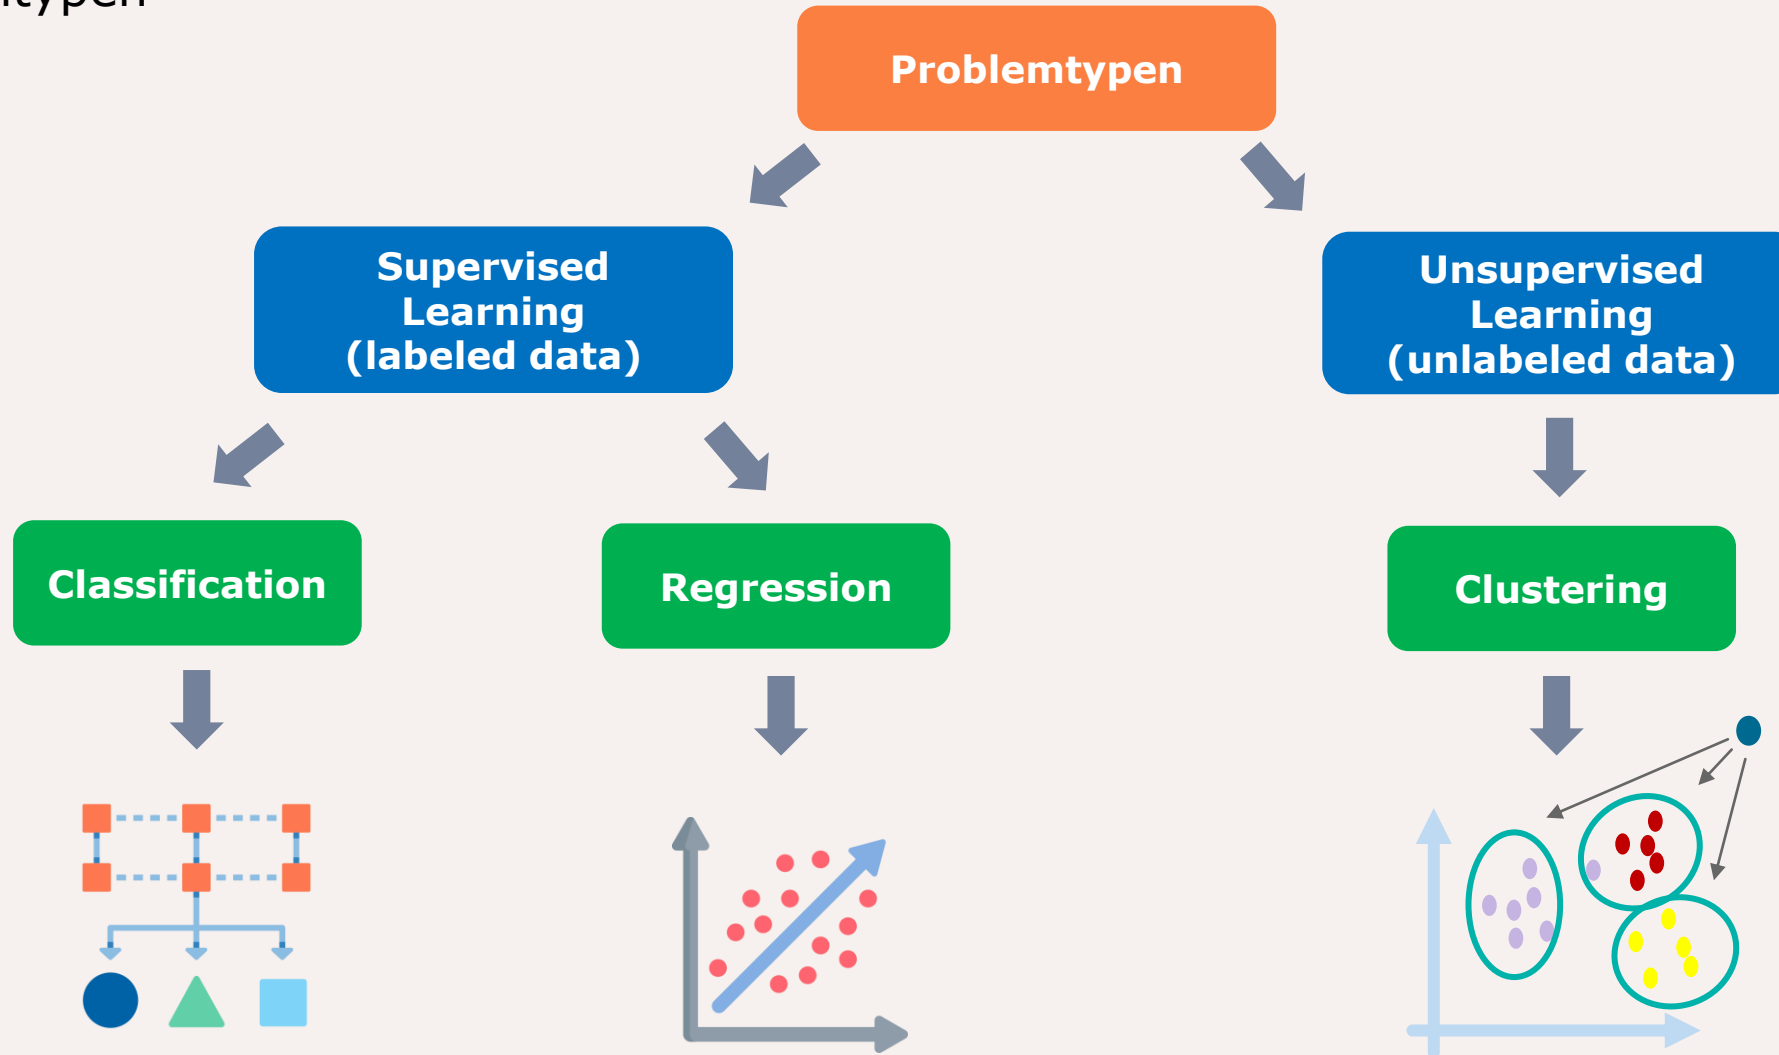 Problemtypen
Supervised
Learning
(labeled data)
Unsupervised
Learning
(unlabeled data)
Classification
Regression
Clustering